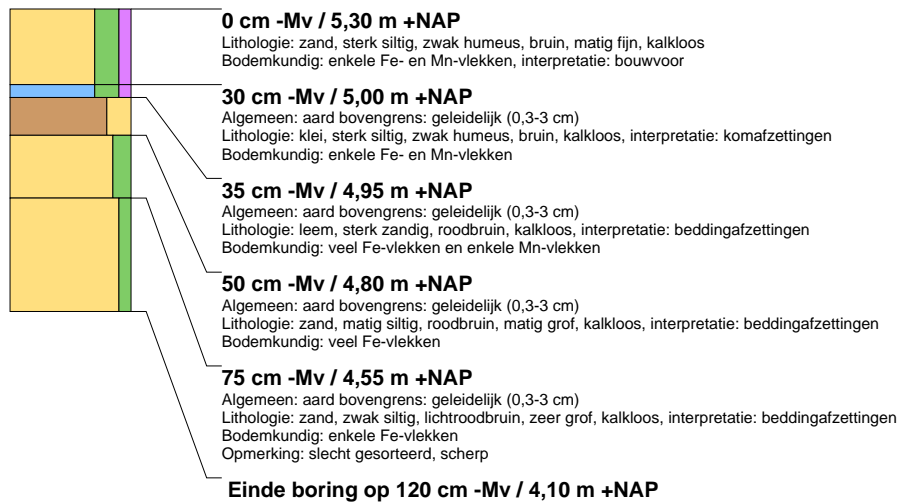 0 cm -Mv / 5,30 m +NAP
Lithologie: zand, sterk siltig, zwak humeus, bruin, matig fijn, kalkloos
Bodemkundig: enkele Fe- en Mn-vlekken, interpretatie: bouwvoor
30 cm -Mv / 5,00 m +NAP
Algemeen: aard bovengrens: geleidelijk (0,3-3 cm)
Lithologie: klei, sterk siltig, zwak humeus, bruin, kalkloos, interpretatie: komafzettingen
Bodemkundig: enkele Fe- en Mn-vlekken
35 cm -Mv / 4,95 m +NAP
Algemeen: aard bovengrens: geleidelijk (0,3-3 cm)
Lithologie: leem, sterk zandig, roodbruin, kalkloos, interpretatie: beddingafzettingen
Bodemkundig: veel Fe-vlekken en enkele Mn-vlekken
50 cm -Mv / 4,80 m +NAP
Algemeen: aard bovengrens: geleidelijk (0,3-3 cm)
Lithologie: zand, matig siltig, roodbruin, matig grof, kalkloos, interpretatie: beddingafzettingen
Bodemkundig: veel Fe-vlekken
75 cm -Mv / 4,55 m +NAP
Algemeen: aard bovengrens: geleidelijk (0,3-3 cm)
Lithologie: zand, zwak siltig, lichtroodbruin, zeer grof, kalkloos, interpretatie: beddingafzettingen
Bodemkundig: enkele Fe-vlekken
Opmerking: slecht gesorteerd, scherp
Einde boring op 120 cm -Mv / 4,10 m +NAP